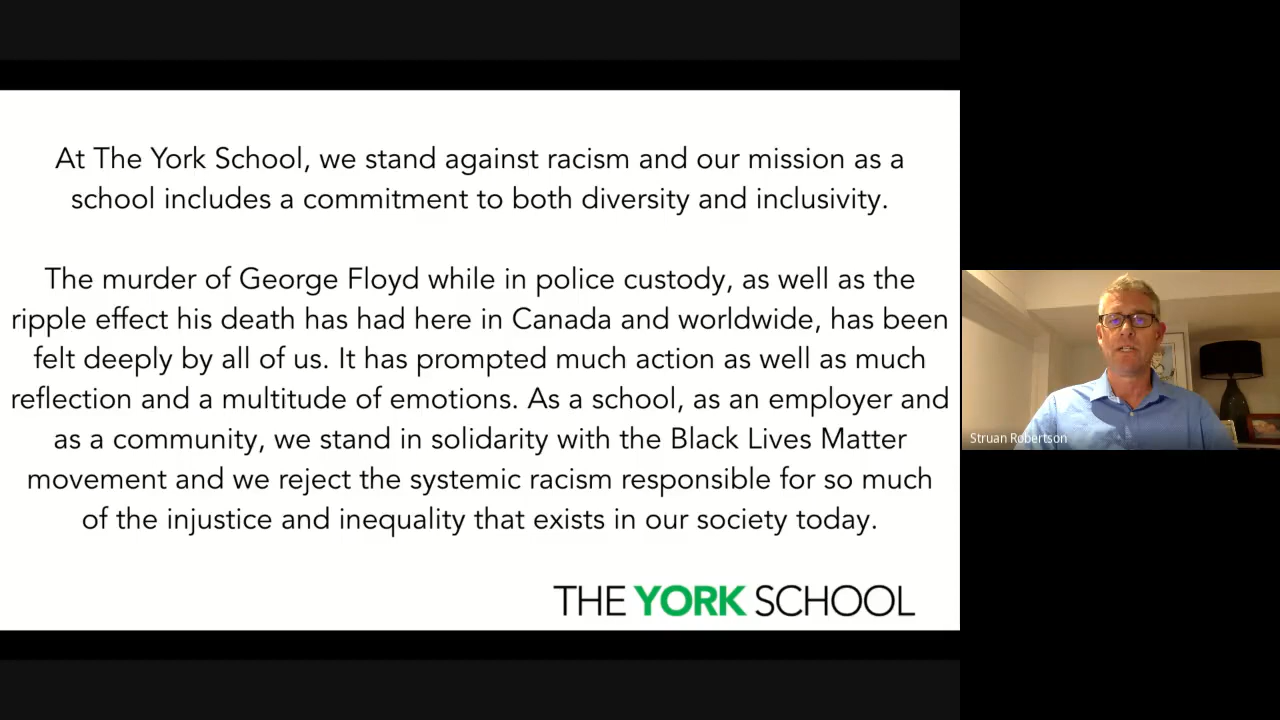 At The York School, we stand against racism and our mission as a
school includes a commitment to both diversity and inclusivity.
The murder of George Floyd while in police custody, as well as the
ripple effect his death has had here in Canada and worldwide, has been
felt deeply by all of us. It has prompted much action as well as much
reflection and a multitude of emotions. As a school, as an employer and
as a community, we stand in solidarity with the Black Lives Matter
movement and we reject the systemic racism responsible for so much
of the injustice and inequality that exists in our society today.
THE YORK SCHOOL
Struan Robertson